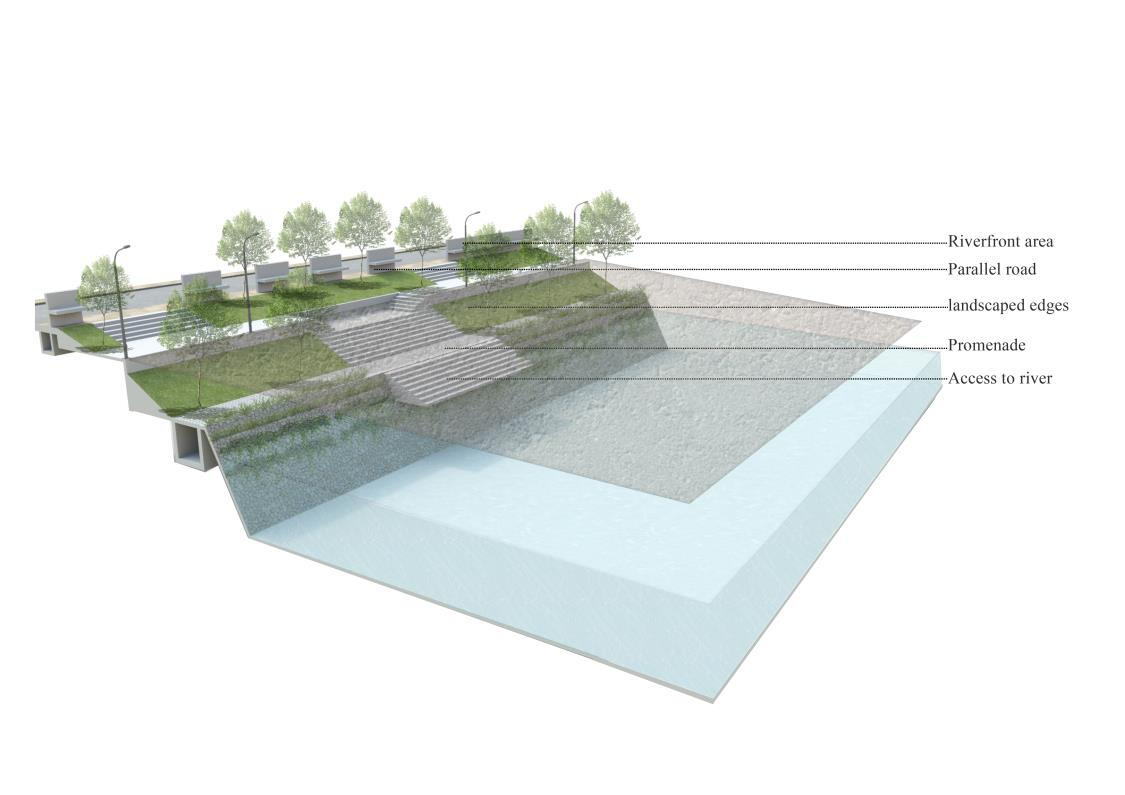 Riverfront area
Parallel road
landscaped edges
Promenade
Access to river